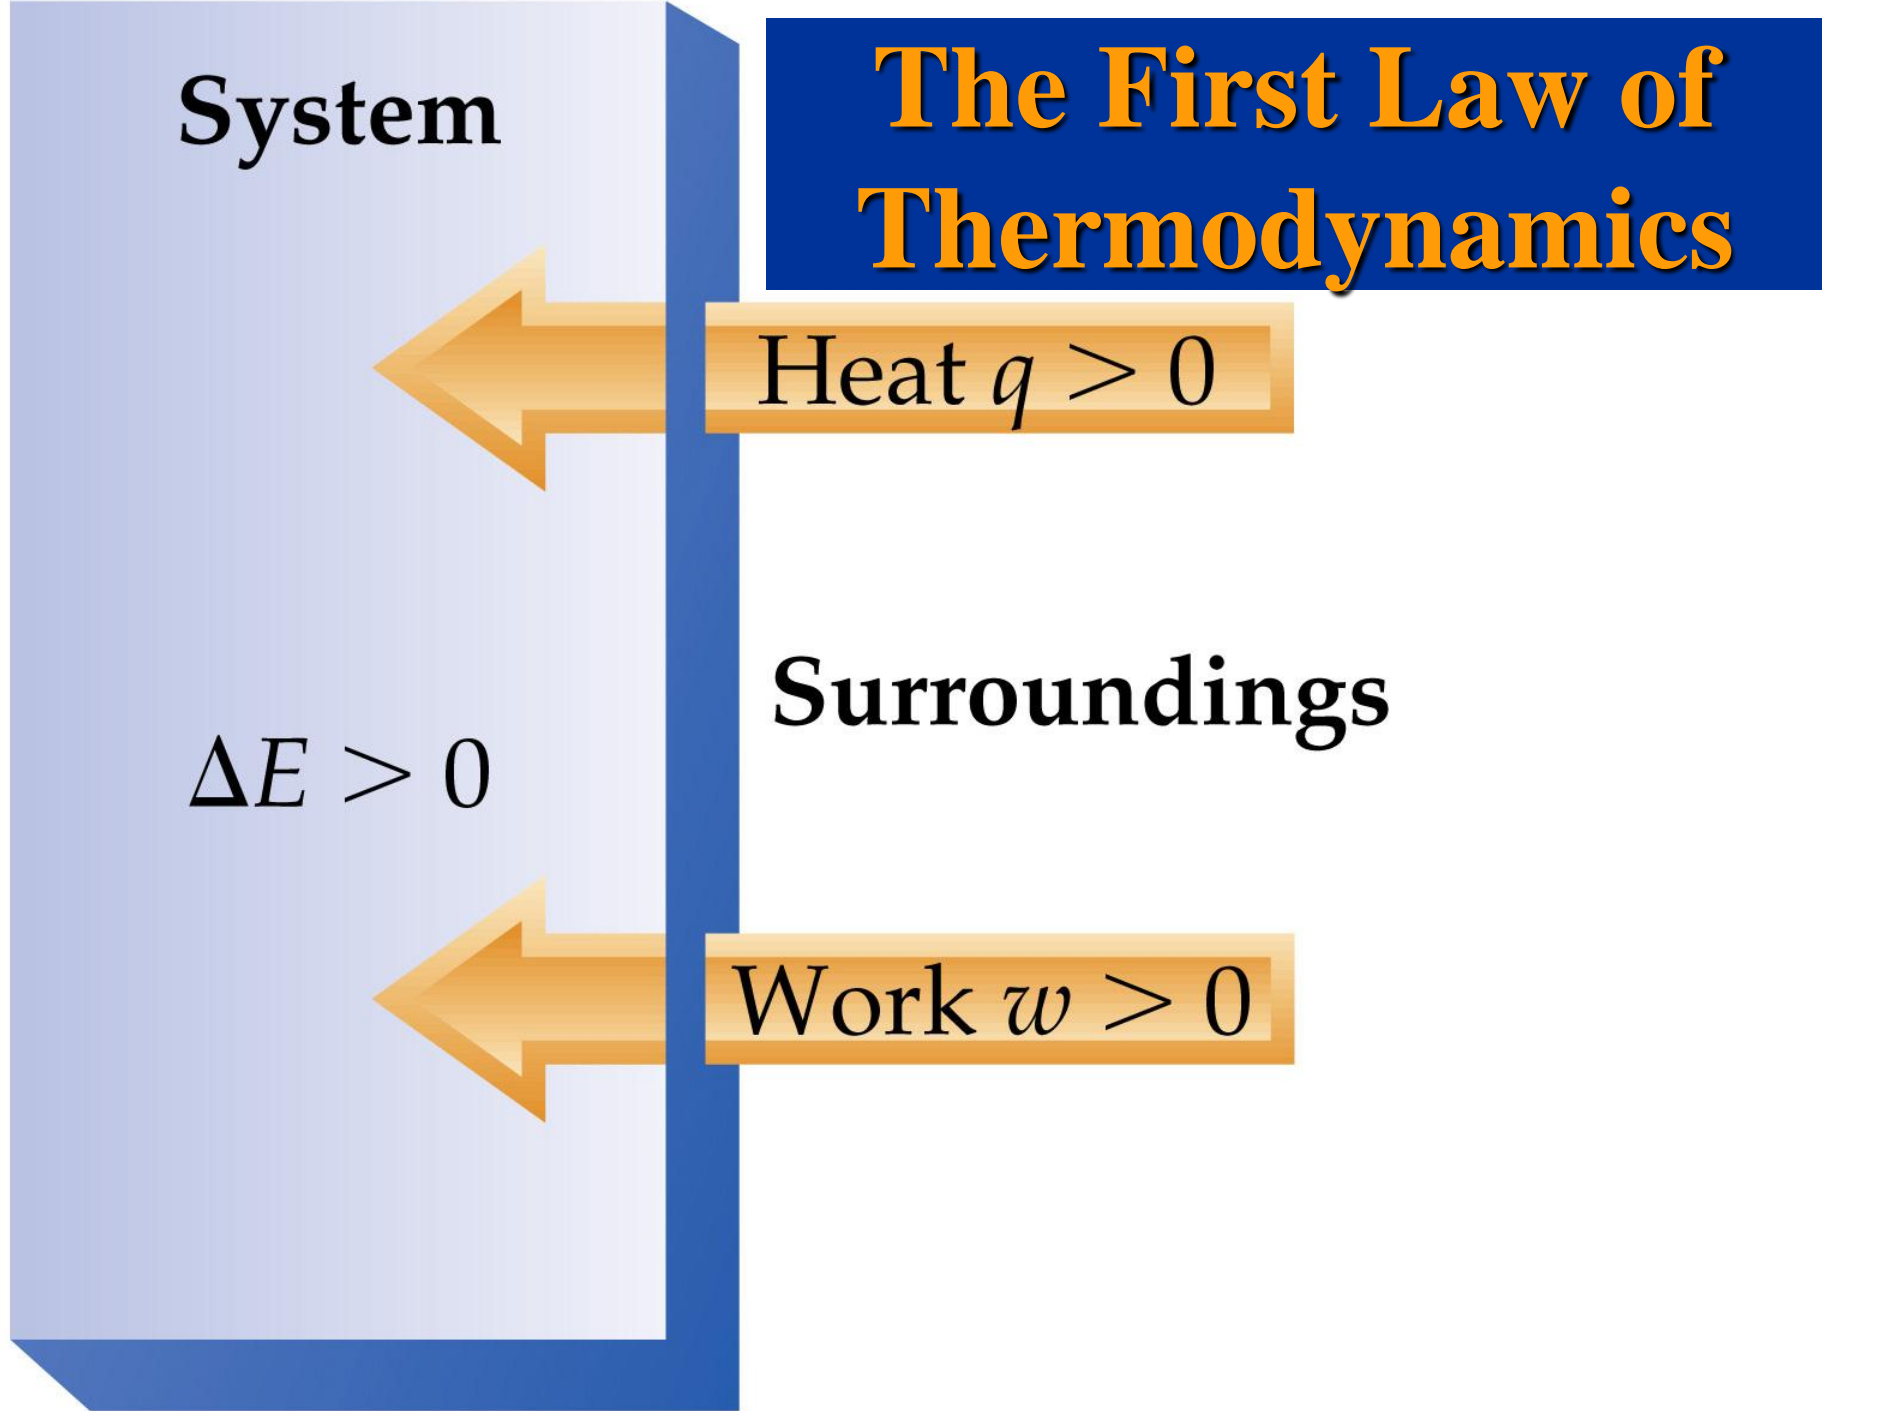 The First Law of
Thermodynamics
System
Heat q > 0
Surroundings
ΔE > 0
Work w > 0